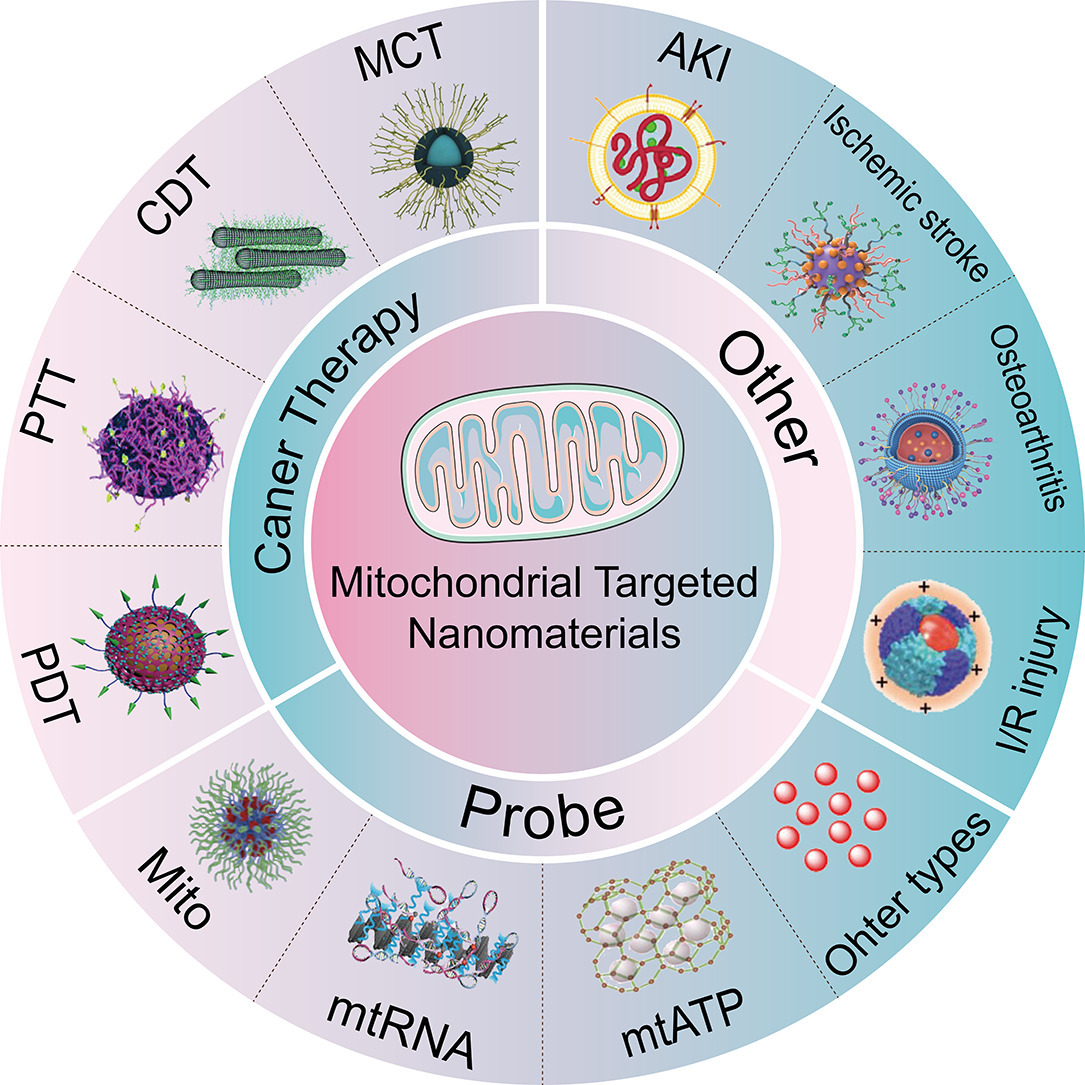 MCT
AKI
Ischemic stroke
CDT
Caner Therapy
Other
Osteoarthritis
PTT
Mitochondrial Targeted
Nanomaterials
PDT
I/R injury
Probe
Mito
mtRNA
mtATP
Ohter types